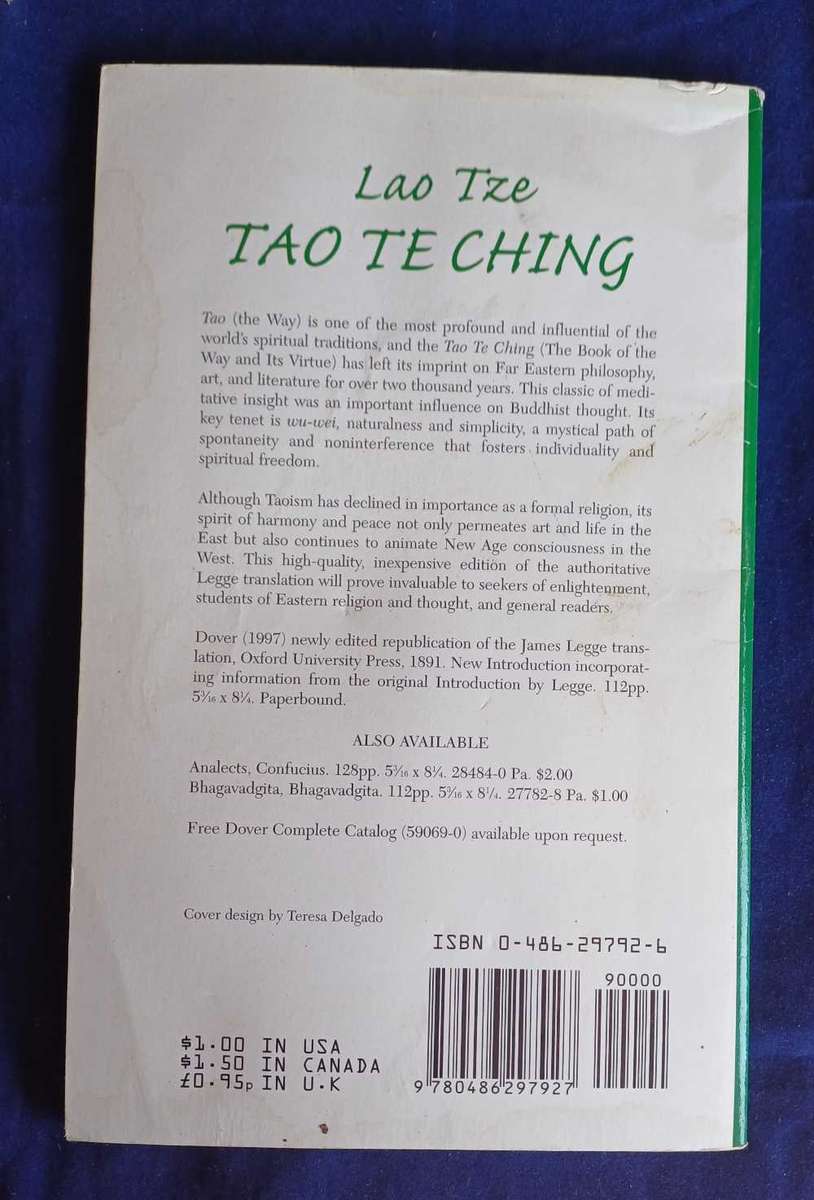 Lao Tze
TAO TE CHING
Tao (the Way) is one of the most profound and influential of the
world's spiritual traditions, and the Tao Te Ching (The Book of the
Way and Its Virtue) has left its imprint on Far Eastern philosophy,
art, and literature for over two thousand years. This classic of medi-
tative insight was an important influence on Buddhist thought. Its
key tenet is wu-wei, naturalness and simplicity, a mystical path of
spontaneity and noninterference that fosters individuality and
spiritual freedom.
Although Taoism has declined in importance as a formal religion, its
spirit of harmony and peace not only permeates art and life in the
East but also continues to animate New Age consciousness in the
West. This high-quality, inexpensive edition of the authoritative
Legge translation will prove invaluable to seekers of enlightenment,
students of Eastern religion and thought, and general readers.
Dover (1997) newly edited republication of the James Legge trans-
lation, Oxford University Press, 1891. New Introduction incorporat-
ing information from the original Introduction by Legge. 112pp.
5³⁄₁₆ x 8¼. Paperbound.
ALSO AVAILABLE
Analects, Confucius. 128pp. 5³⁄₁₆ x 8¼. 28484-0 Pa. $2.00
Bhagavadgita, Bhagavadgita. 112pp. 5³⁄₁₆ x 8¼. 27782-8 Pa. $1.00
Free Dover Complete Catalog (59069-0) available upon request.
Cover design by Teresa Delgado
ISBN 0-486-29792-6
90000
$1.00 IN USA
$1.50 IN CANADA
£0.95p IN U.K
9 780486 297927